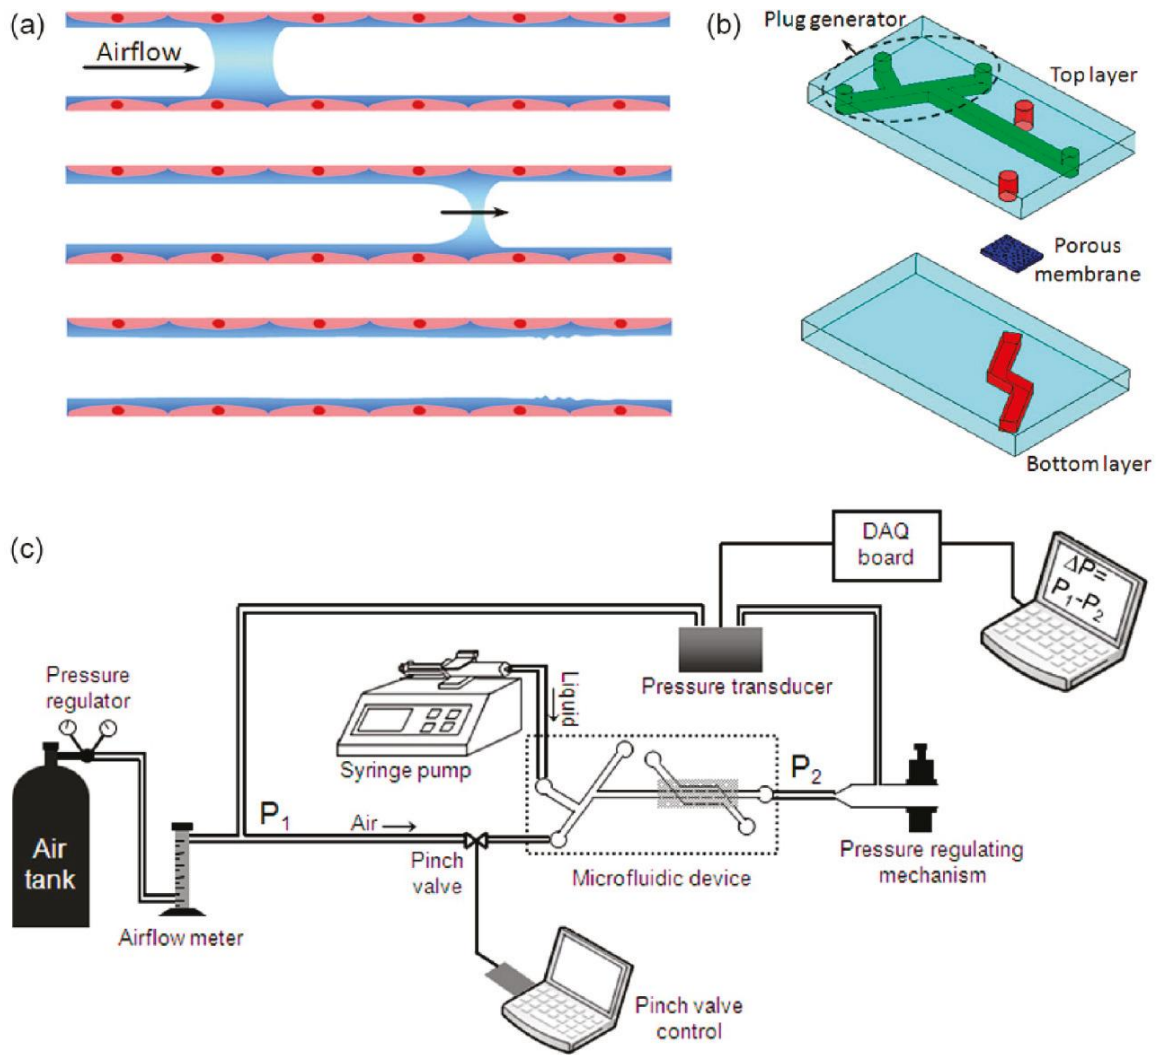 (a)
Airflow
(b)
Plug generator
Top layer
Porous
membrane
Bottom layer
(c)
DAQ
board
ΔP=
P₁-P₂
Pressure
regulator
Liquid
Pressure transducer
Syringe pump
P₂
P₁
Air
Air
tank
Pinch
valve
Microfluidic device
Pressure regulating
mechanism
Airflow meter
Pinch valve
control